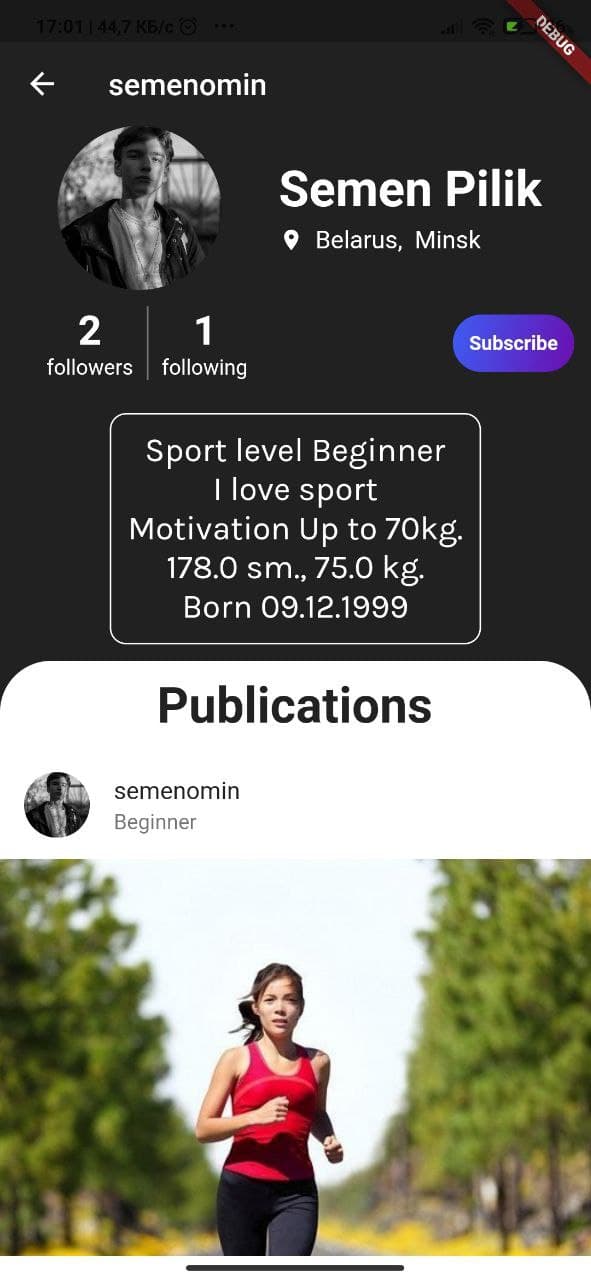 17:01 | 44,7 КБ/с ...
DEBUG
semenomin
Semen Pilik
Belarus, Minsk
2
followers
1
following
Subscribe
Sport level Beginner
I love sport
Motivation Up to 70kg.
178.0 sm., 75.0 kg.
Born 09.12.1999
Publications
semenomin
Beginner